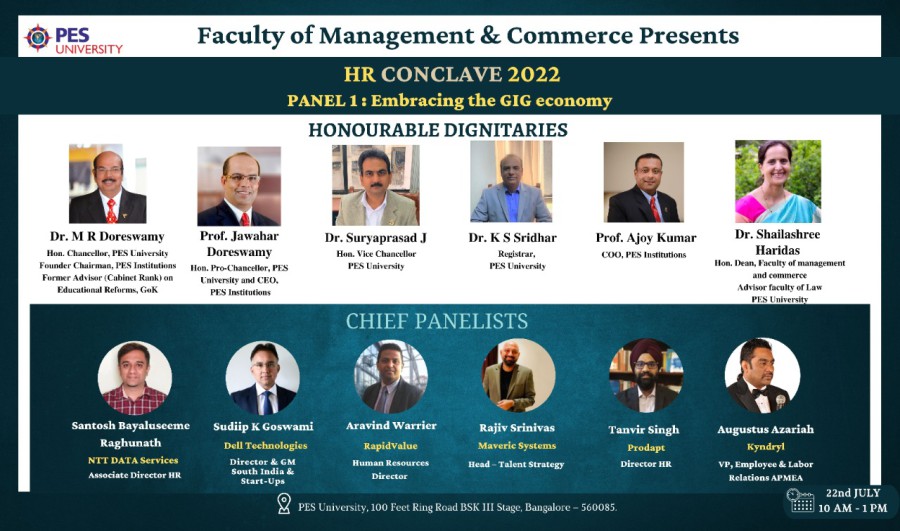 PES
UNIVERSITY
Faculty of Management & Commerce Presents
HR CONCLAVE 2022
PANEL 1 : Embracing the GIG economy
HONOURABLE DIGNITARIES
Dr. M R Doreswamy
Hon. Chancellor, PES University
Founder Chairman, PES Institutions
Former Advisor (Cabinet Rank) on
Educational Reforms, GoK
Prof. Jawahar
Doreswamy
Hon. Pro-Chancellor, PES
University and CEO,
PES Institutions
Dr. Suryaprasad J
Hon. Vice Chancellor
PES University
Dr. K S Sridhar
Registrar,
PES University
Prof. Ajoy Kumar
COO, PES Institutions
Dr. Shailashree
Haridas
Hon. Dean, Faculty of management
and commerce
Advisor faculty of Law
PES University
CHIEF PANELISTS
Santosh Bayaluseeme
Raghunath
NTT DATA Services
Associate Director HR
Sudiip K Goswami
Dell Technologies
Director & GM
South India &
Start-Ups
Aravind Warrier
RapidValue
Human Resources
Director
Rajiv Srinivas
Maveric Systems
Head – Talent Strategy
Tanvir Singh
Prodapt
Director HR
Augustus Azariah
Kyndryl
VP, Employee & Labor
Relations APMEA
PES University, 100 Feet Ring Road BSK III Stage, Bangalore – 560085.
22nd JULY
10 AM - 1 PM